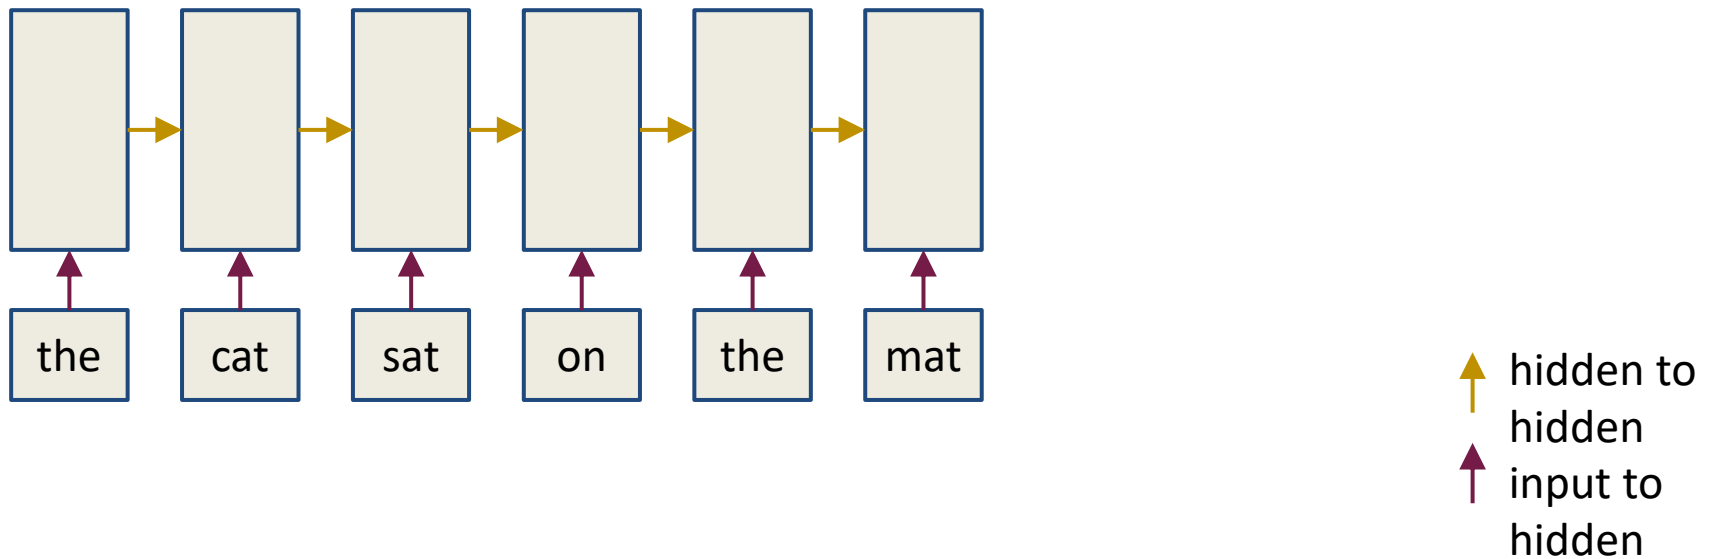 the cat sat on the mat
hidden to
hidden
input to
hidden